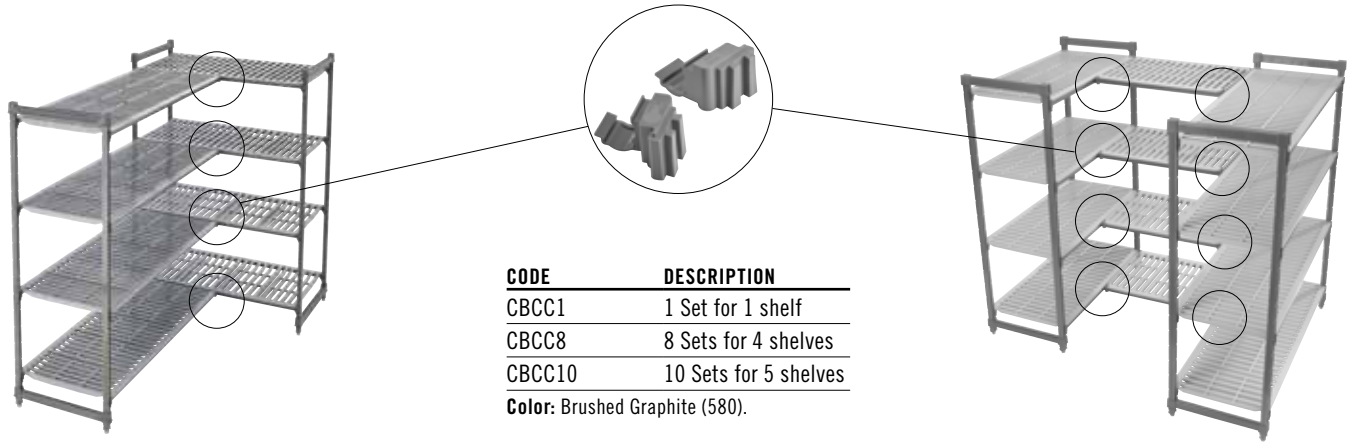 CODE DESCRIPTION
CBCC1 1 Set for 1 shelf
CBCC8 8 Sets for 4 shelves
CBCC10 10 Sets for 5 shelves
Color: Brushed Graphite (580).